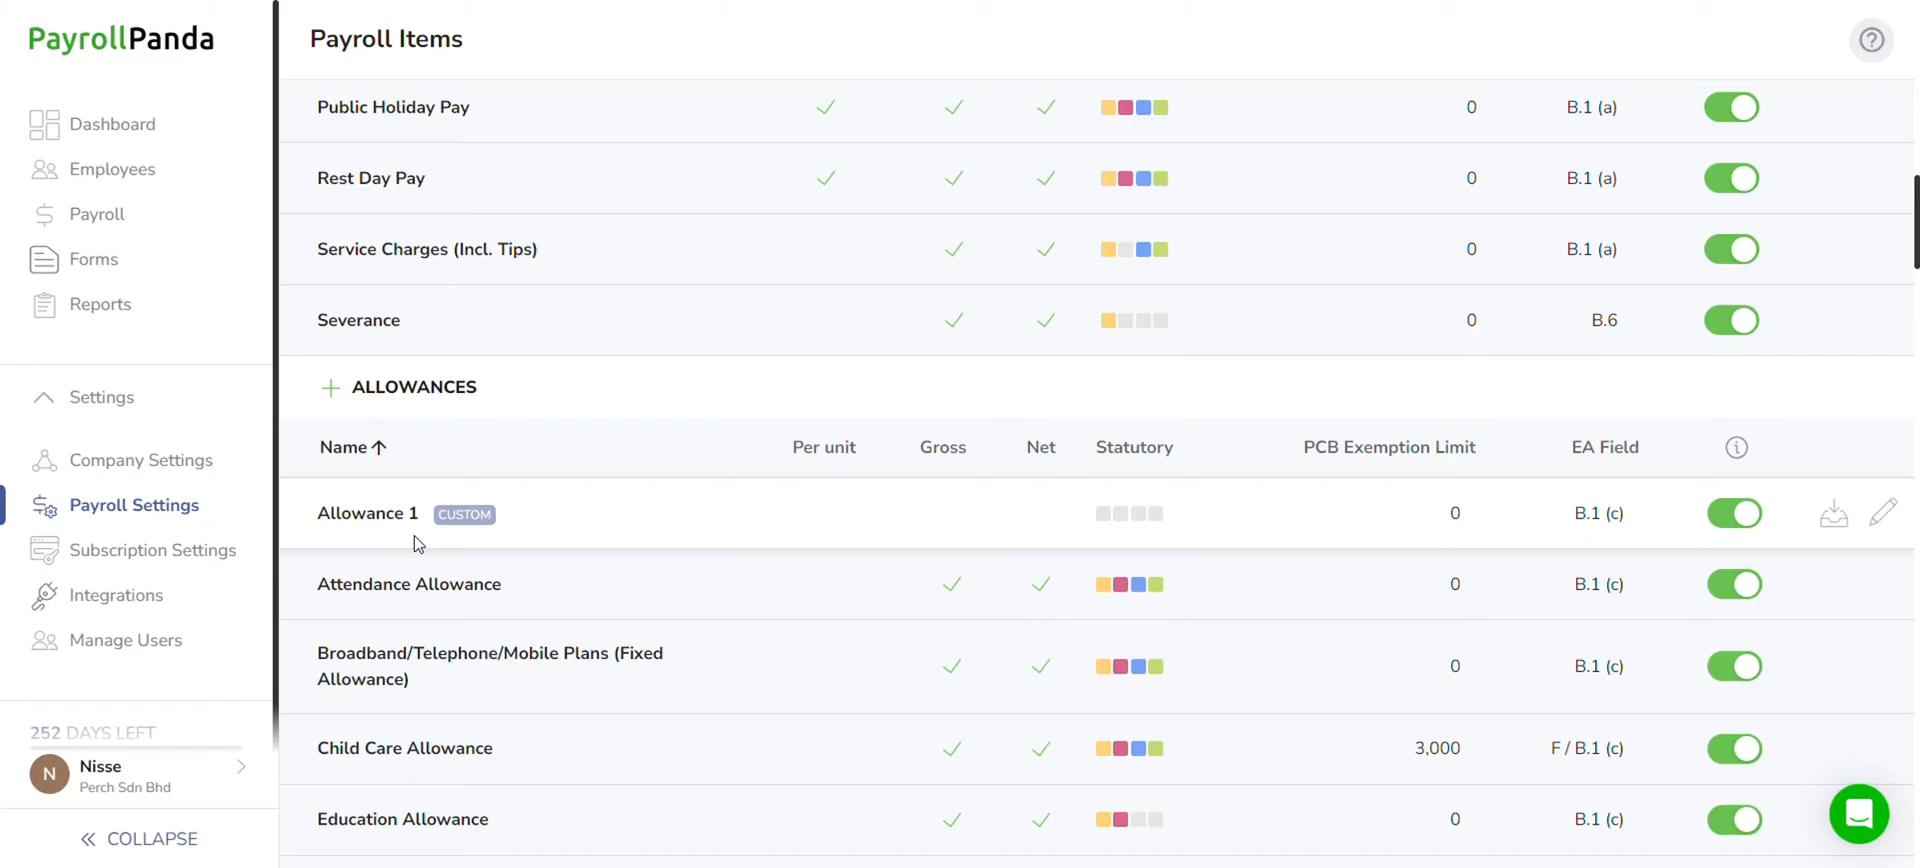 PayrollPanda
Payroll Items
Dashboard
Employees
Payroll
Forms
Reports
Settings
Company Settings
Payroll Settings
Subscription Settings
Integrations
Manage Users
252 DAYS LEFT
N
Nisse
Perch Sdn Bhd
COLLAPSE
Public Holiday Pay 0 B.1 (a)
Rest Day Pay 0 B.1 (a)
Service Charges (Incl. Tips) 0 B.1 (a)
Severance 0 B.6
ALLOWANCES
Name Per unit Gross Net Statutory PCB Exemption Limit EA Field
Allowance 1 CUSTOM 0 B.1 (c)
Attendance Allowance 0 B.1 (c)
Broadband/Telephone/Mobile Plans (Fixed
Allowance) 0 B.1 (c)
Child Care Allowance 3,000 F / B.1 (c)
Education Allowance 0 B.1 (c)